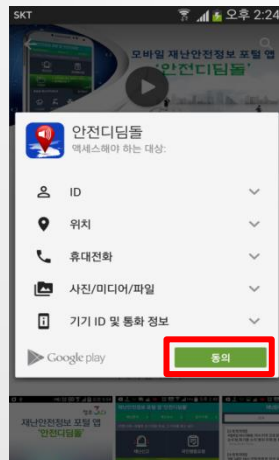 SKT 오후 2:24
모바일 재난안전정보 포털 앱
'안전디딤돌'
안전디딤돌
액세스해야 하는 대상:
ID
위치
휴대전화
사진/미디어/파일
기기 ID 및 통화 정보
Google play 동의
재난안전정보 포털 앱
'안전디딤돌'